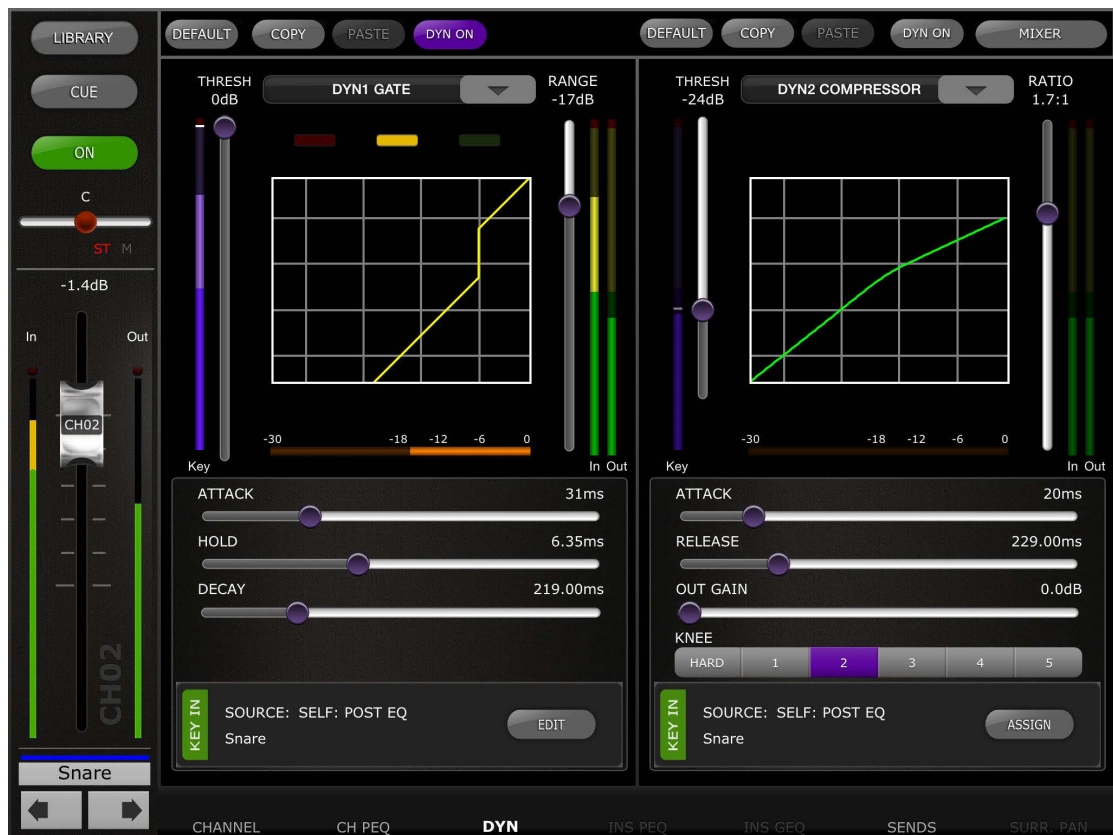 LIBRARY
CUE
ON
C
ST M
-1.4dB
In Out
CH02
CH02
Snare
DEFAULT COPY PASTE DYN ON
THRESH
0dB
DYN1 GATE
RANGE
-17dB
-30 -18 -12 -6 0
Key In Out
ATTACK 31ms
HOLD 6.35ms
DECAY 219.00ms
KEY IN
SOURCE: SELF: POST EQ
Snare
EDIT
DEFAULT COPY PASTE DYN ON MIXER
THRESH
-24dB
DYN2 COMPRESSOR
RATIO
1.7:1
-30 -18 -12 -6 0
Key In Out
ATTACK 20ms
RELEASE 229.00ms
OUT GAIN 0.0dB
KNEE
HARD 1 2 3 4 5
KEY IN
SOURCE: SELF: POST EQ
Snare
ASSIGN
CHANNEL CH PEQ DYN INS PEQ INS GEQ SENDS SURR. PAN